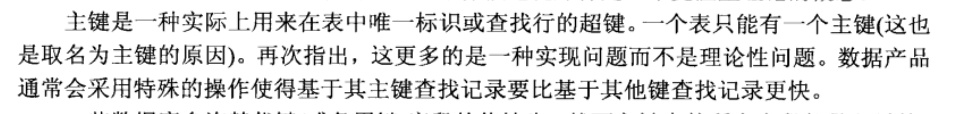 主键是一种实际上用来在表中唯一标识或查找行的超键。一个表只能有一个主键(这也
是取名为主键的原因)。再次指出，这更多的是一种实现问题而不是理论性问题。数据产品
通常会采用特殊的操作使得基于其主键查找记录要比基于其他键查找记录更快。